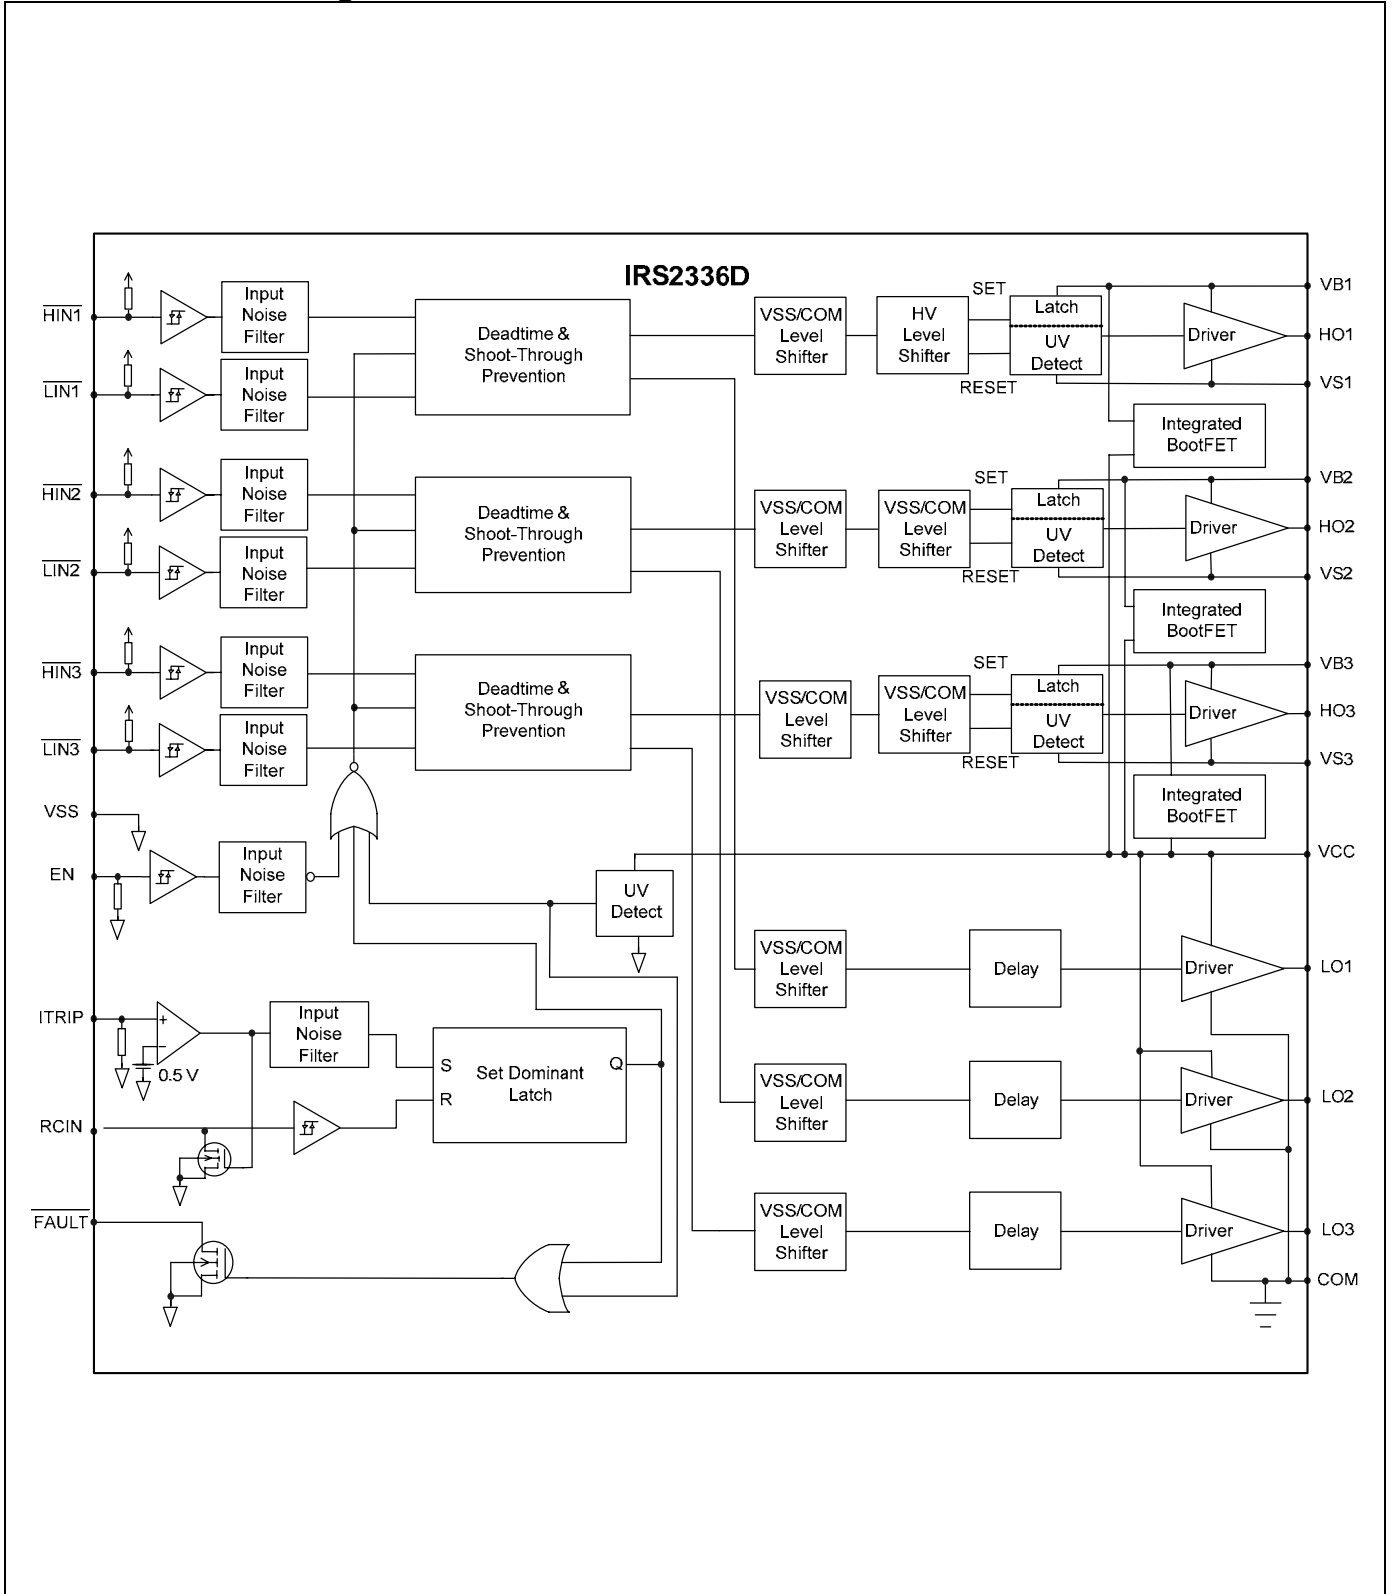 IRS2336D
HIN1
Input
Noise
Filter
LIN1
Input
Noise
Filter
Deadtime &
Shoot-Through
Prevention
VSS/COM
Level
Shifter
HV
Level
Shifter
SET
RESET
Latch
UV
Detect
Driver
VB1
HO1
VS1
Integrated
BootFET
HIN2
Input
Noise
Filter
LIN2
Input
Noise
Filter
Deadtime &
Shoot-Through
Prevention
VSS/COM
Level
Shifter
VSS/COM
Level
Shifter
SET
RESET
Latch
UV
Detect
Driver
VB2
HO2
VS2
Integrated
BootFET
HIN3
Input
Noise
Filter
LIN3
Input
Noise
Filter
Deadtime &
Shoot-Through
Prevention
VSS/COM
Level
Shifter
VSS/COM
Level
Shifter
SET
RESET
Latch
UV
Detect
Driver
VB3
HO3
VS3
Integrated
BootFET
VSS
EN
Input
Noise
Filter
UV
Detect
VCC
VSS/COM
Level
Shifter
Delay
Driver
LO1
ITRIP
+
−
0.5 V
Input
Noise
Filter
S
R
Q
Set Dominant
Latch
RCIN
VSS/COM
Level
Shifter
Delay
Driver
LO2
FAULT
VSS/COM
Level
Shifter
Delay
Driver
LO3
COM